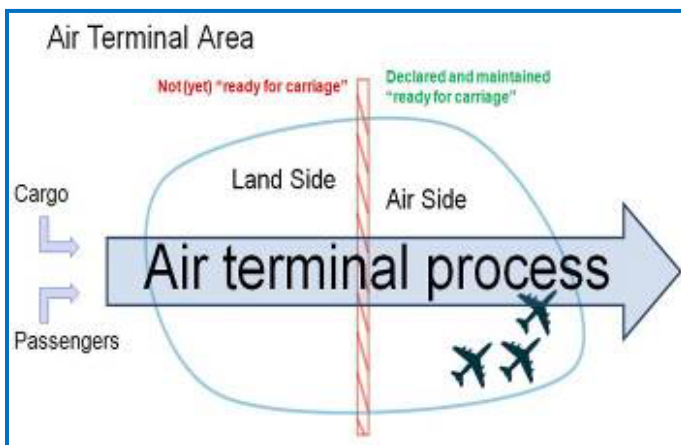 Air Terminal Area
Not (yet) “ready for carriage”
Declared and maintained
“ready for carriage”
Land Side
Air Side
Cargo
Air terminal process
Passengers